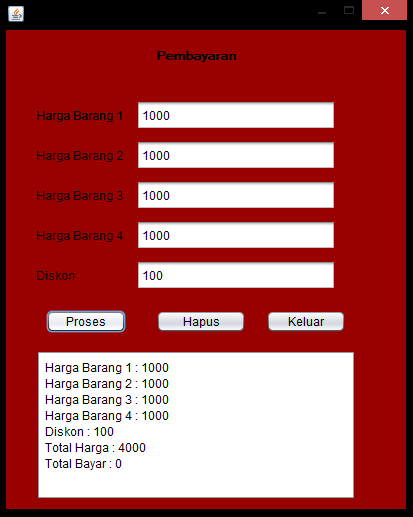 Pembayaran
Harga Barang 1 1000
Harga Barang 2 1000
Harga Barang 3 1000
Harga Barang 4 1000
Diskon 100
Proses Hapus Keluar
Harga Barang 1 : 1000
Harga Barang 2 : 1000
Harga Barang 3 : 1000
Harga Barang 4 : 1000
Diskon : 100
Total Harga : 4000
Total Bayar : 0